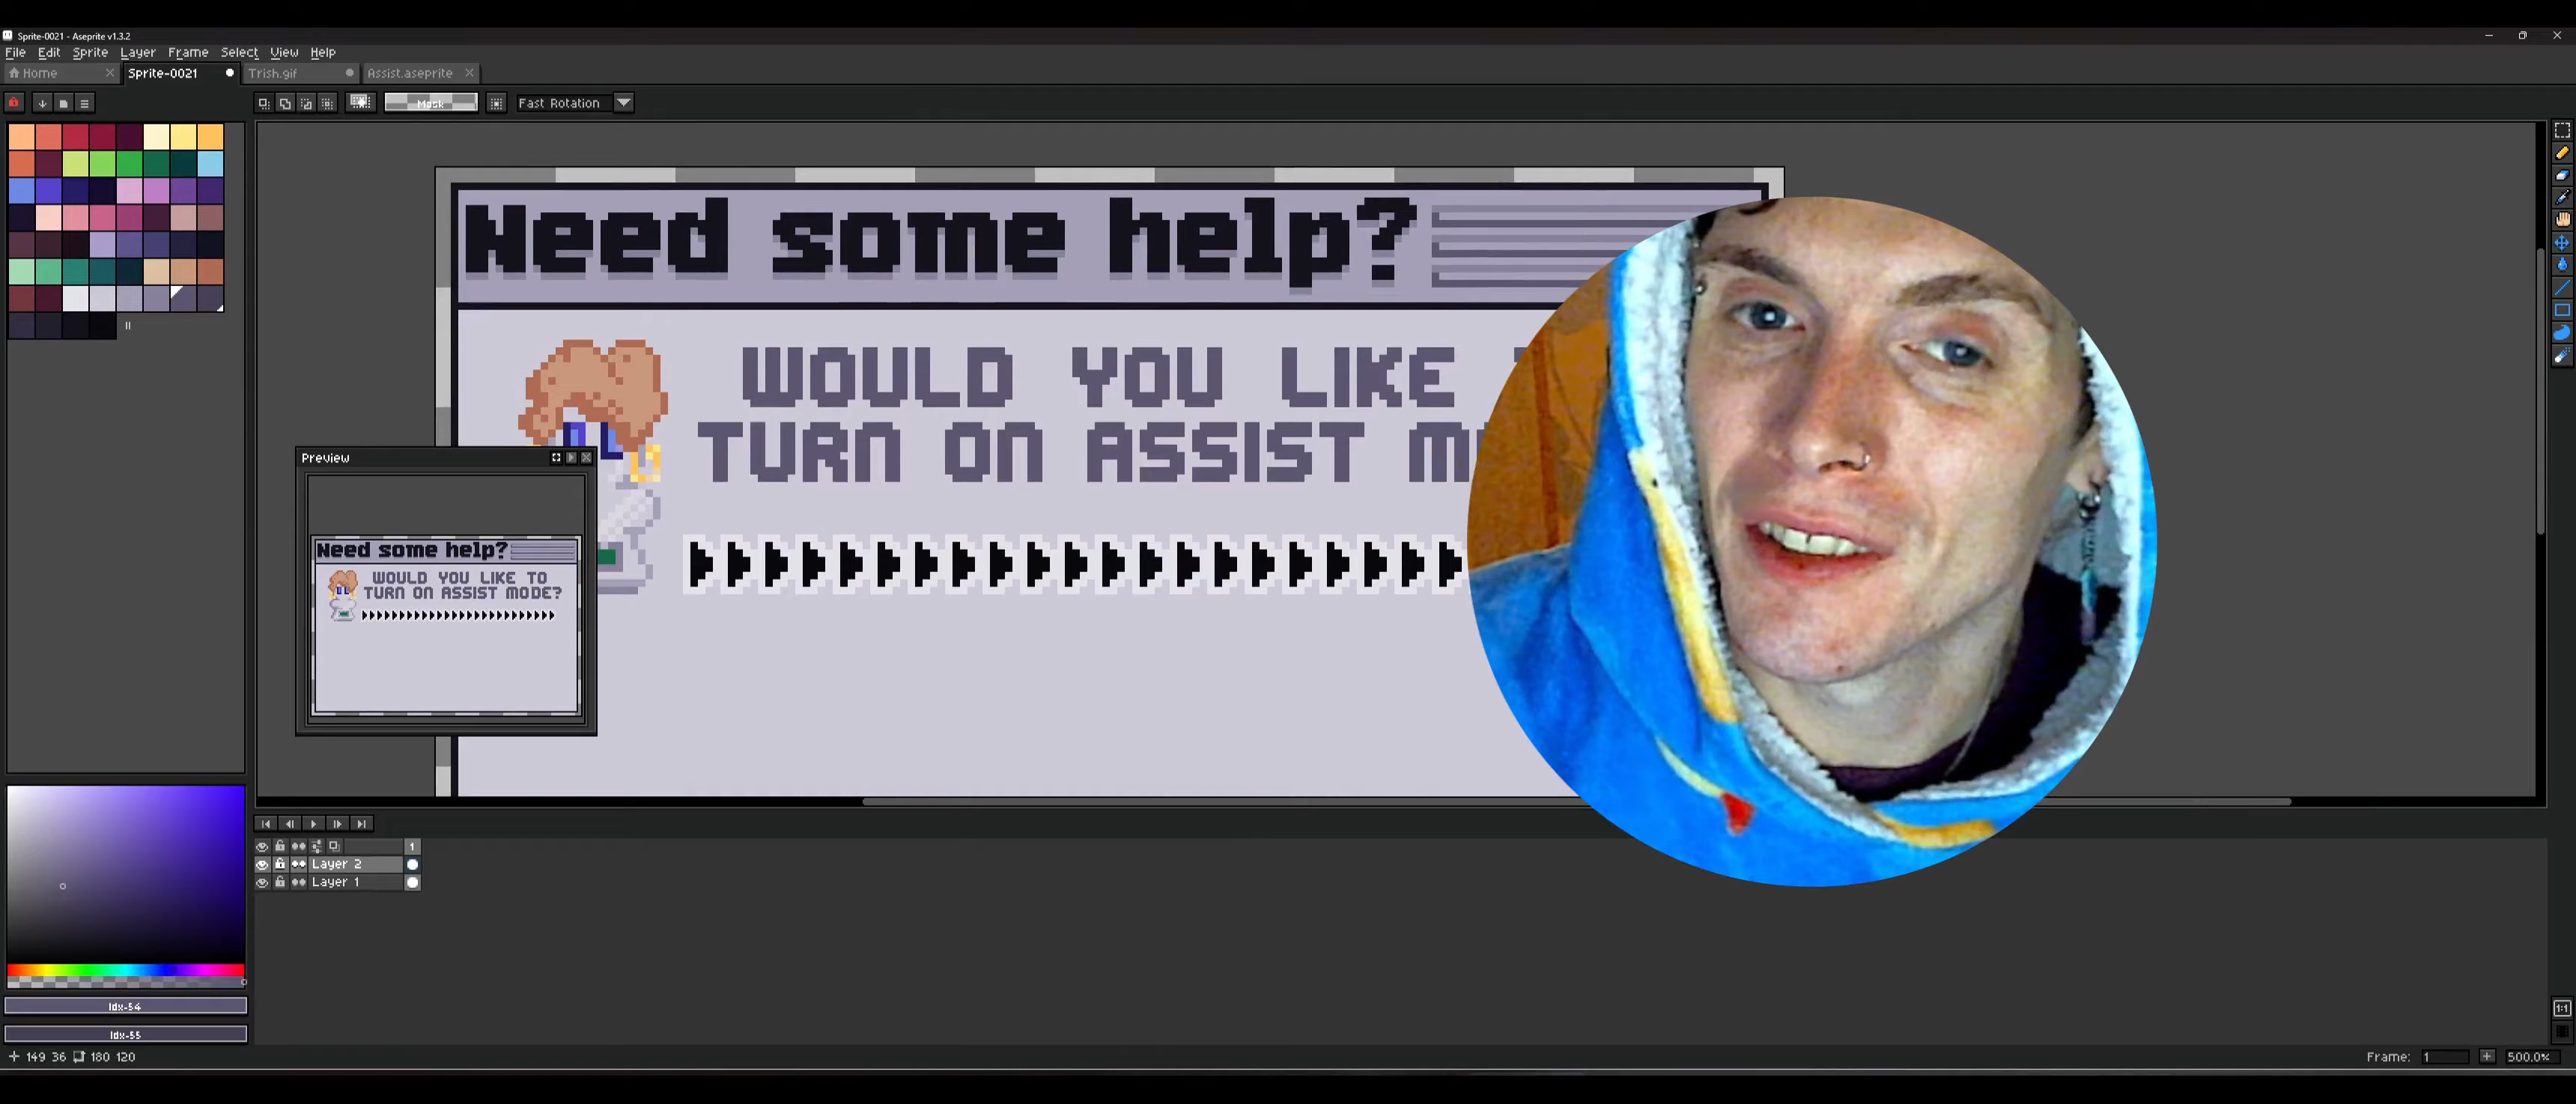 Sprite-0021 - Aseprite v1.3.2
File Edit Sprite Layer Frame Select View Help
Home Sprite-0021 Trish.gif Assist.aseprite
Mask Fast Rotation
Need some help?
WOULD YOU LIKE
TURN ON ASSIST M
Preview
Need some help?
WOULD YOU LIKE TO
TURN ON ASSIST MODE?
1
Layer 2
Layer 1
Idx-54
Idx-55
149 36 180 120
Frame: 1 500.0%
1:1